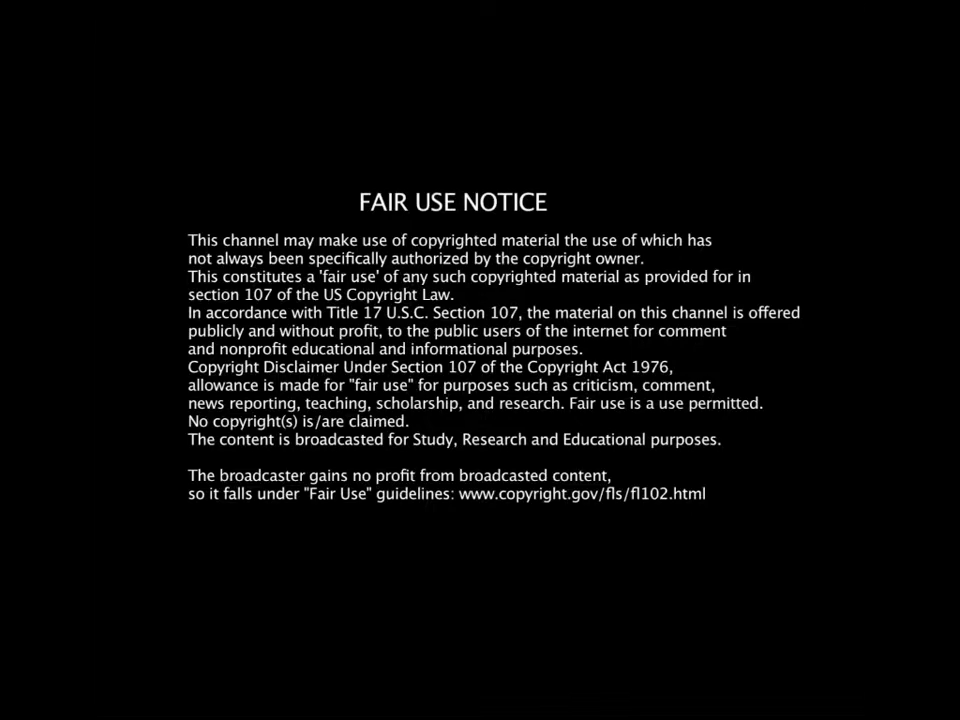 FAIR USE NOTICE
This channel may make use of copyrighted material the use of which has
not always been specifically authorized by the copyright owner.
This constitutes a 'fair use' of any such copyrighted material as provided for in
section 107 of the US Copyright Law.
In accordance with Title 17 U.S.C. Section 107, the material on this channel is offered
publicly and without profit, to the public users of the internet for comment
and nonprofit educational and informational purposes.
Copyright Disclaimer Under Section 107 of the Copyright Act 1976,
allowance is made for "fair use" for purposes such as criticism, comment,
news reporting, teaching, scholarship, and research. Fair use is a use permitted.
No copyright(s) is/are claimed.
The content is broadcasted for Study, Research and Educational purposes.
The broadcaster gains no profit from broadcasted content,
so it falls under "Fair Use" guidelines: www.copyright.gov/fls/fl102.html